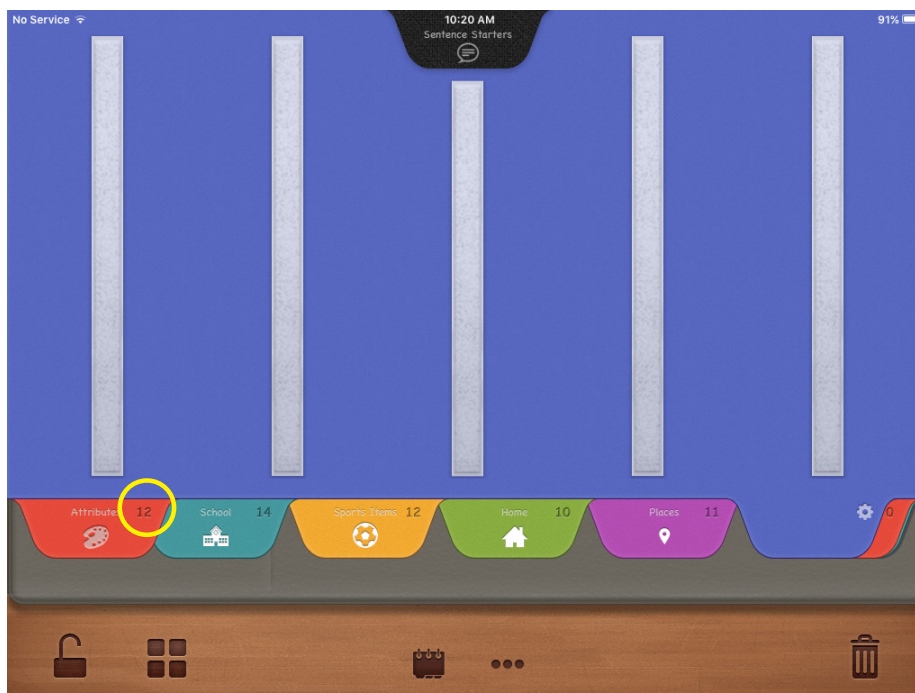 No Service 10:20 AM 91%
Sentence Starters
Attributes 12 School 14 Sports Items 12 Home 10 Places 11 0